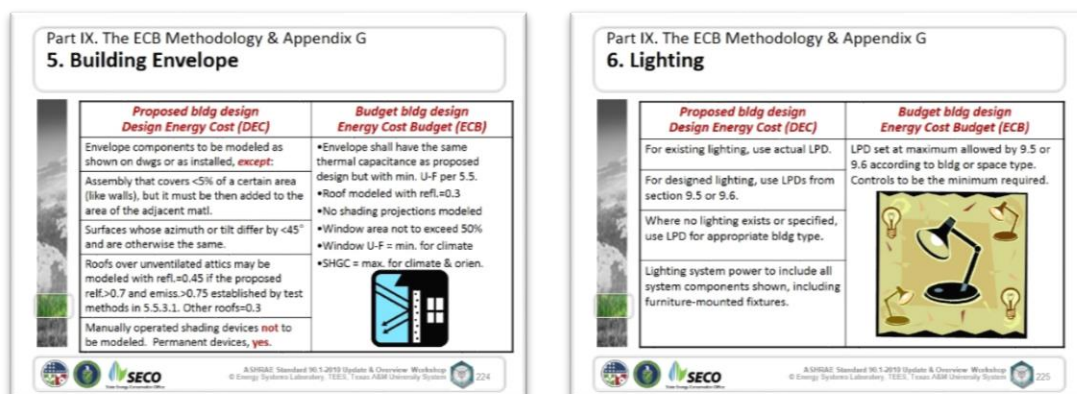 Part IX. The ECB Methodology & Appendix G
5. Building Envelope
Proposed bldg design
Design Energy Cost (DEC)
Budget bldg design
Energy Cost Budget (ECB)
Envelope components to be modeled as
shown on dwgs or as installed, except:
Assembly that covers <5% of a certain area
(like walls), but it must be then added to the
area of the adjacent matl.
Surfaces whose azimuth or tilt differ by <45°
and are otherwise the same.
Roofs over unventilated attics may be
modeled with refl.=0.45 if the proposed
relf.>0.7 and emiss.>0.75 established by test
methods in 5.5.3.1. Other roofs=0.3
Manually operated shading devices not to
be modeled. Permanent devices, yes.
•Envelope shall have the same
thermal capacitance as proposed
design but with min. U-F per 5.5.
•Roof modeled with refl.=0.3
•No shading projections modeled
•Window area not to exceed 50%
•Window U-F = min. for climate
•SHGC = max. for climate & orien.
SECO
ASHRAE Standard 90.1-2010 Update & Overview Workshop
© Energy Systems Laboratory, TEES, Texas A&M University System
224
Part IX. The ECB Methodology & Appendix G
6. Lighting
Proposed bldg design
Design Energy Cost (DEC)
Budget bldg design
Energy Cost Budget (ECB)
For existing lighting, use actual LPD.
For designed lighting, use LPDs from
section 9.5 or 9.6.
Where no lighting exists or specified,
use LPD for appropriate bldg type.
Lighting system power to include all
system components shown, including
furniture-mounted fixtures.
LPD set at maximum allowed by 9.5 or
9.6 according to bldg or space type.
Controls to be the minimum required.
SECO
ASHRAE Standard 90.1-2010 Update & Overview Workshop
© Energy Systems Laboratory, TEES, Texas A&M University System
225